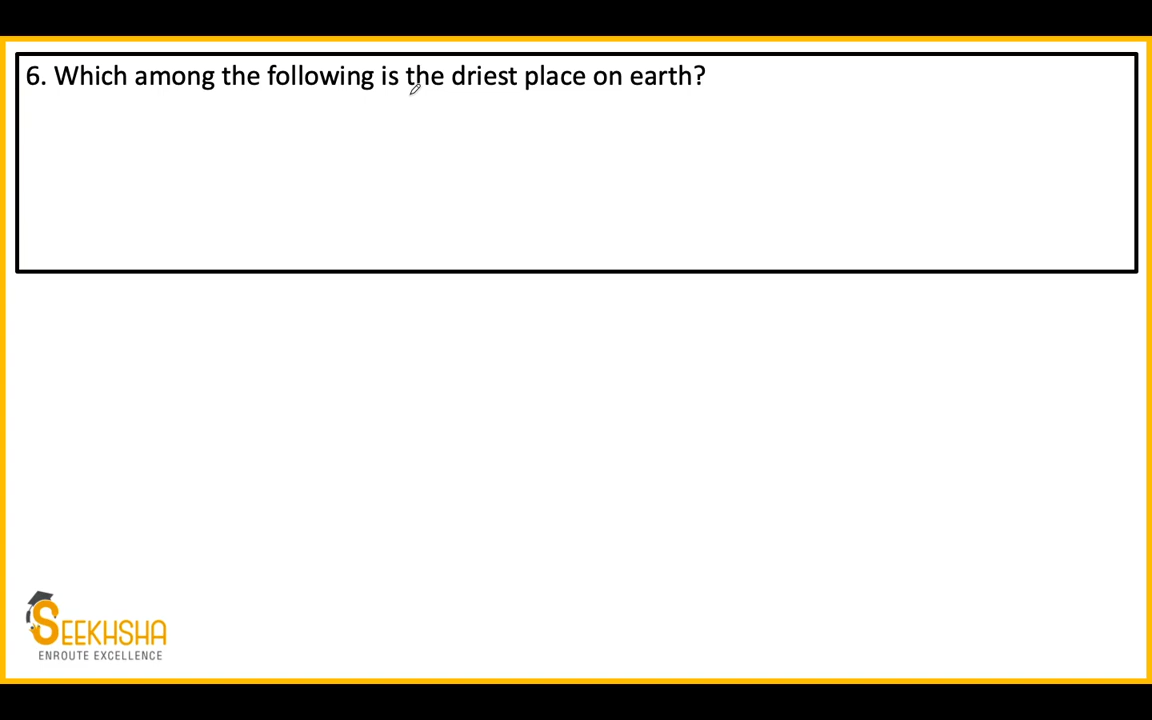 6. Which among the following is the driest place on earth?
SEEKHSHA
ENROUTE EXCELLENCE